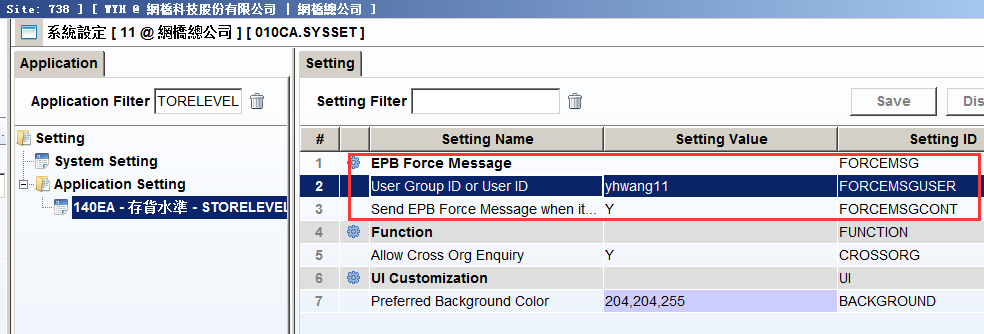 Site: T38 ] [ WYH @ 網橋科技股份有限公司 | 網橋總公司 ]
系統設定 [ 11 @ 網橋總公司 ] [ 010CA.SYSSET ]
Application
Setting
Application Filter TORELEVEL
Setting Filter
Save
Dis
Setting
System Setting
Application Setting
140EA - 存貨水準 - STORELEVEL
# Setting Name Setting Value Setting ID
1 EPB Force Message FORCEMSG
2 User Group ID or User ID yhwang11 FORCEMSGUSER
3 Send EPB Force Message when it... Y FORCEMSGCONT
4 Function FUNCTION
5 Allow Cross Org Enquiry Y CROSSORG
6 UI Customization UI
7 Preferred Background Color 204,204,255 BACKGROUND